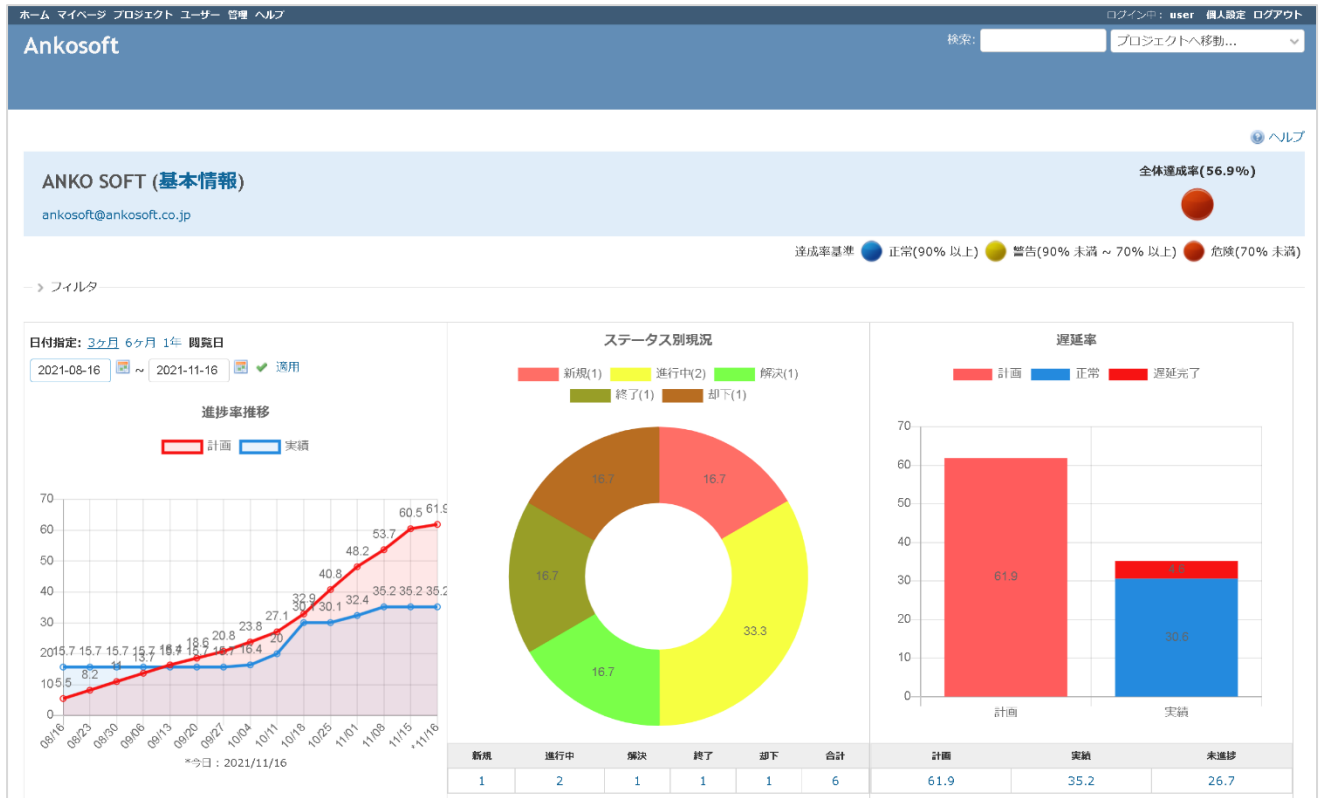 ホーム マイページ プロジェクト ユーザー 管理 ヘルプ
ログイン中: user 個人設定 ログアウト
Ankosoft
検索:
プロジェクトへ移動...
ヘルプ
ANKO SOFT (基本情報)
ankosoft@ankosoft.co.jp
全体達成率(56.9%)
達成率基準 正常(90% 以上) 警告(90% 未満 ~ 70% 以上) 危険(70% 未満)
フィルタ
日付指定: 3ヶ月 6ヶ月 1年 閲覧日
2021-08-16 ~ 2021-11-16 適用
進捗率推移
計画 実績
70
60
50
40
30
20
10
0
5.5 8.2 11 13.7 16.4 18.6 20.8 23.8 27.1 32.9 40.8 48.2 53.7 60.5 61.9
15.7 15.7 15.7 15.7 15.7 15.7 15.7 16.4 20 30.1 30.1 32.4 35.2 35.2 35.2
08/16 08/23 08/30 09/06 09/13 09/20 09/27 10/04 10/11 10/18 10/25 11/01 11/08 11/15 *11/16
*今日 : 2021/11/16
ステータス別現況
新規(1) 進行中(2) 解決(1)
終了(1) 却下(1)
16.7 16.7
16.7
33.3
16.7
新規 進行中 解決 終了 却下 合計
1 2 1 1 1 6
遅延率
計画 正常 遅延完了
70
60
50
40
30
20
10
0
61.9
4.6
30.6
計画 実績
計画 実績 未進捗
61.9 35.2 26.7